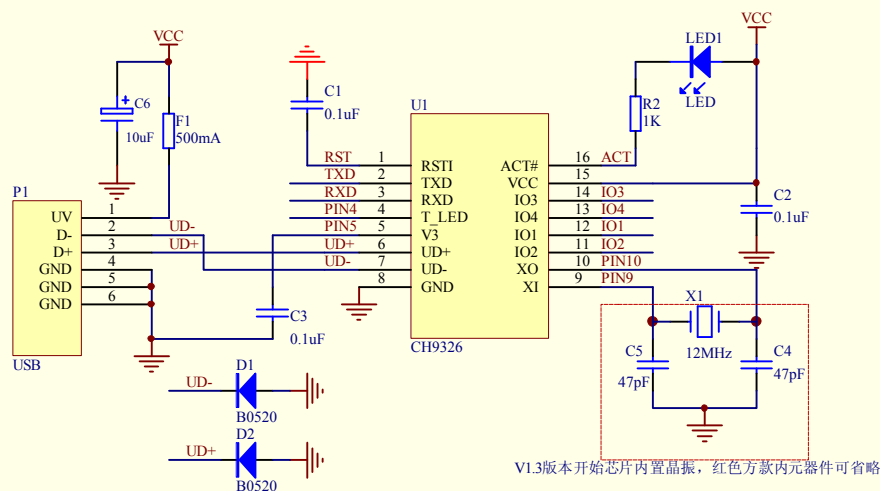 VCC
C6
10uF
F1
500mA
C1
0.1uF
LED1
LED
VCC
R2
1K
C2
0.1uF
P1
UV 1
D- 2 UD-
D+ 3 UD+
GND 4
GND 5
GND 6
USB
U1
RST 1 RSTI
TXD 2 TXD
RXD 3 RXD
PIN4 4 T_LED
PIN5 5 V3
UD+ 6 UD+
UD- 7 UD-
8 GND
ACT# 16 ACT
VCC 15
IO3 14 IO3
IO4 13 IO4
IO1 12 IO1
IO2 11 IO2
XO 10 PIN10
XI 9 PIN9
CH9326
C3
0.1uF
X1
12MHz
C5
47pF
C4
47pF
D1
UD-
B0520
D2
UD+
B0520
V1.3版本开始芯片内置晶振，红色方款内元器件可省略